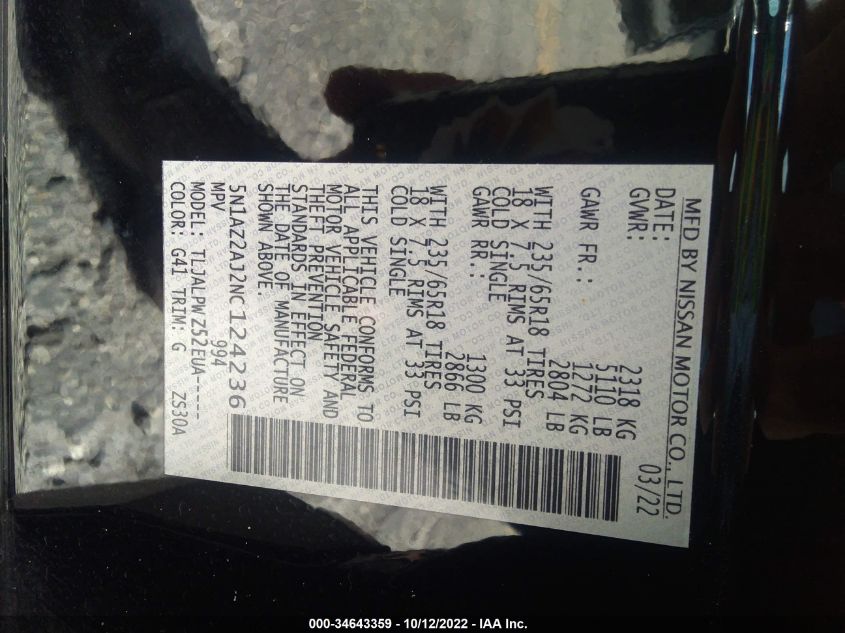 MFD BY NISSAN MOTOR CO., LTD.
DATE: 03/22
GVWR: 2318 KG
5110 LB
GAWR FR.: 1272 KG
2804 LB
WITH 235/65R18 TIRES
18 X 7.5 RIMS AT 33 PSI
COLD SINGLE
GAWR RR.: 1300 KG
2866 LB
WITH 235/65R18 TIRES
18 X 7.5 RIMS AT 33 PSI
COLD SINGLE
THIS VEHICLE CONFORMS TO
ALL APPLICABLE FEDERAL
MOTOR VEHICLE SAFETY AND
THEFT PREVENTION
STANDARDS IN EFFECT ON
THE DATE OF MANUFACTURE
SHOWN ABOVE:
5N1AZ2AJ2NC124236
MPV 994
MODEL: TLJALPWZ52EUA-----
COLOR: G41 TRIM: G ZS30A
000-34643359 - 10/12/2022 - IAA Inc.